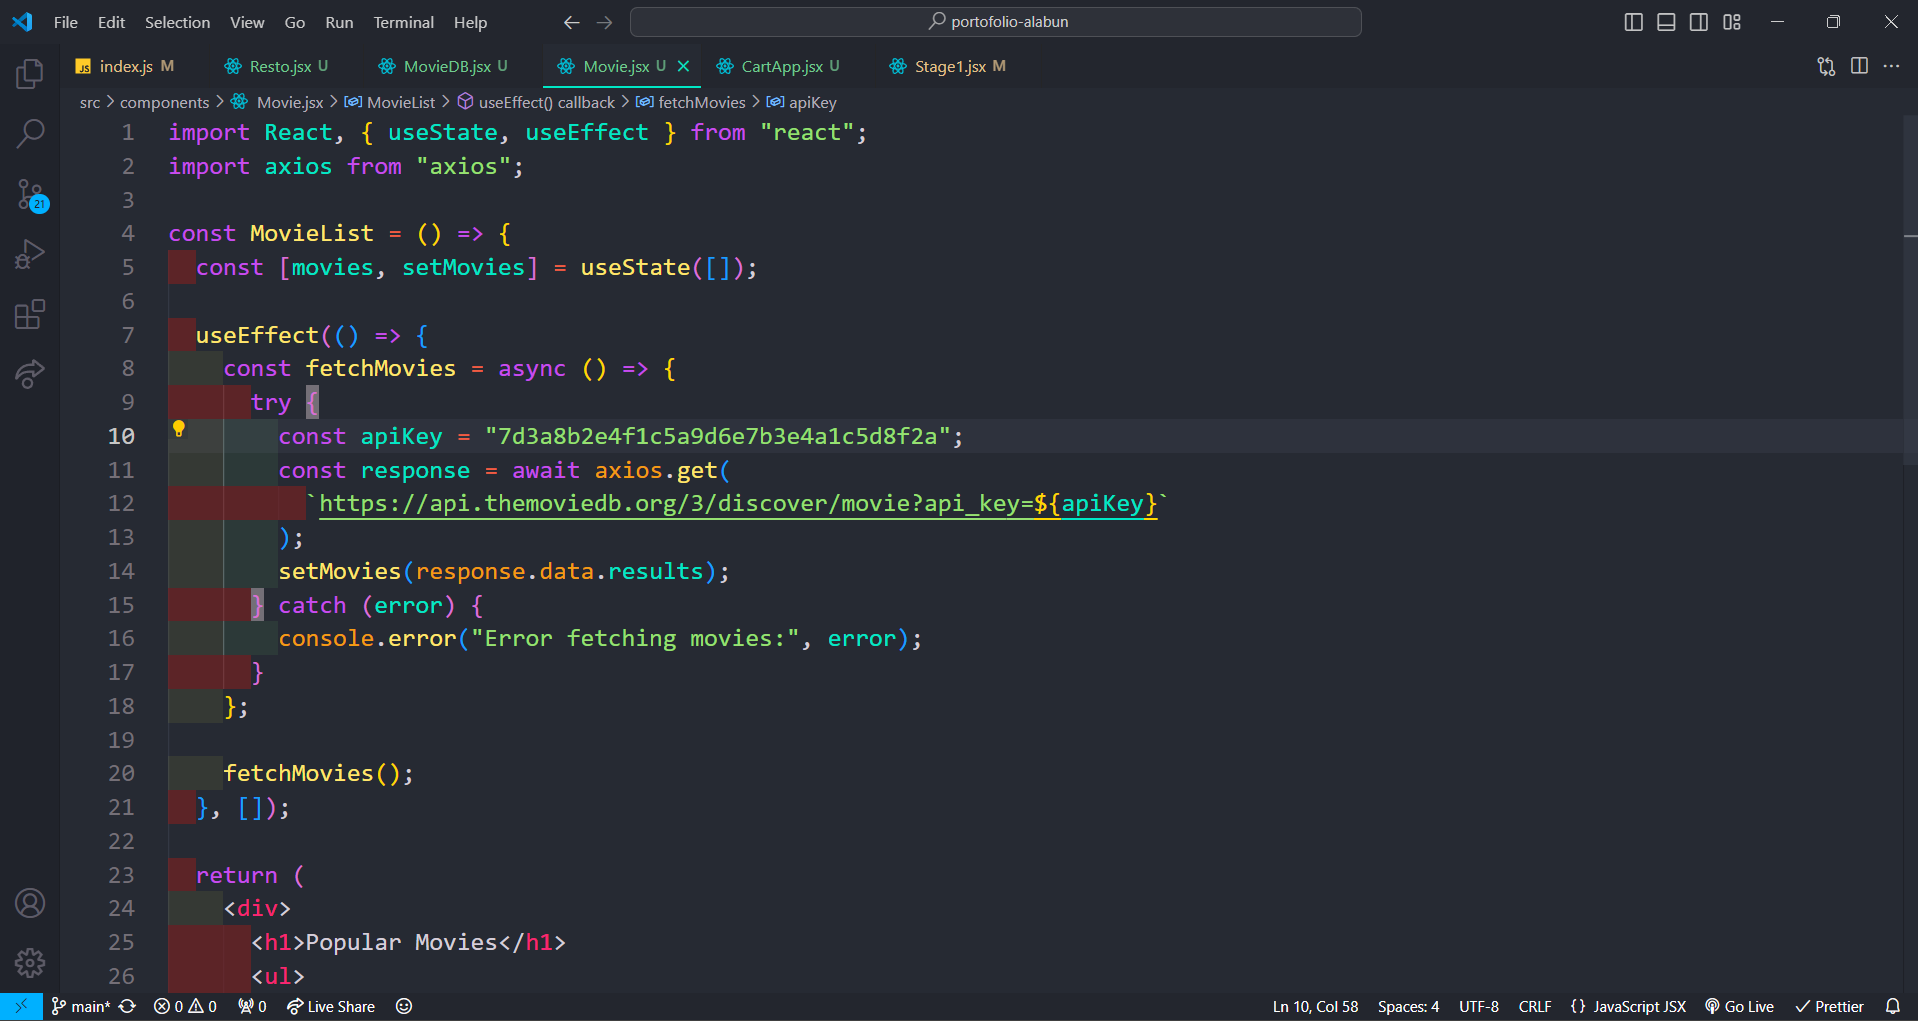 File Edit Selection View Go Run Terminal Help
portofolio-alabun
JS index.js M
Resto.jsx U
MovieDB.jsx U
Movie.jsx U
CartApp.jsx U
Stage1.jsx M
src > components > Movie.jsx > MovieList > useEffect() callback > fetchMovies > apiKey
1 import React, { useState, useEffect } from "react";
2 import axios from "axios";
3
4 const MovieList = () => {
5 const [movies, setMovies] = useState([]);
6
7 useEffect(() => {
8 const fetchMovies = async () => {
9 try {
10 const apiKey = "7d3a8b2e4f1c5a9d6e7b3e4a1c5d8f2a";
11 const response = await axios.get(
12 `https://api.themoviedb.org/3/discover/movie?api_key=${apiKey}`
13 );
14 setMovies(response.data.results);
15 } catch (error) {
16 console.error("Error fetching movies:", error);
17 }
18 };
19
20 fetchMovies();
21 }, []);
22
23 return (
24 <div>
25 <h1>Popular Movies</h1>
26 <ul>
21
main* 0 0 0 Live Share Ln 10, Col 58 Spaces: 4 UTF-8 CRLF {} JavaScript JSX Go Live Prettier